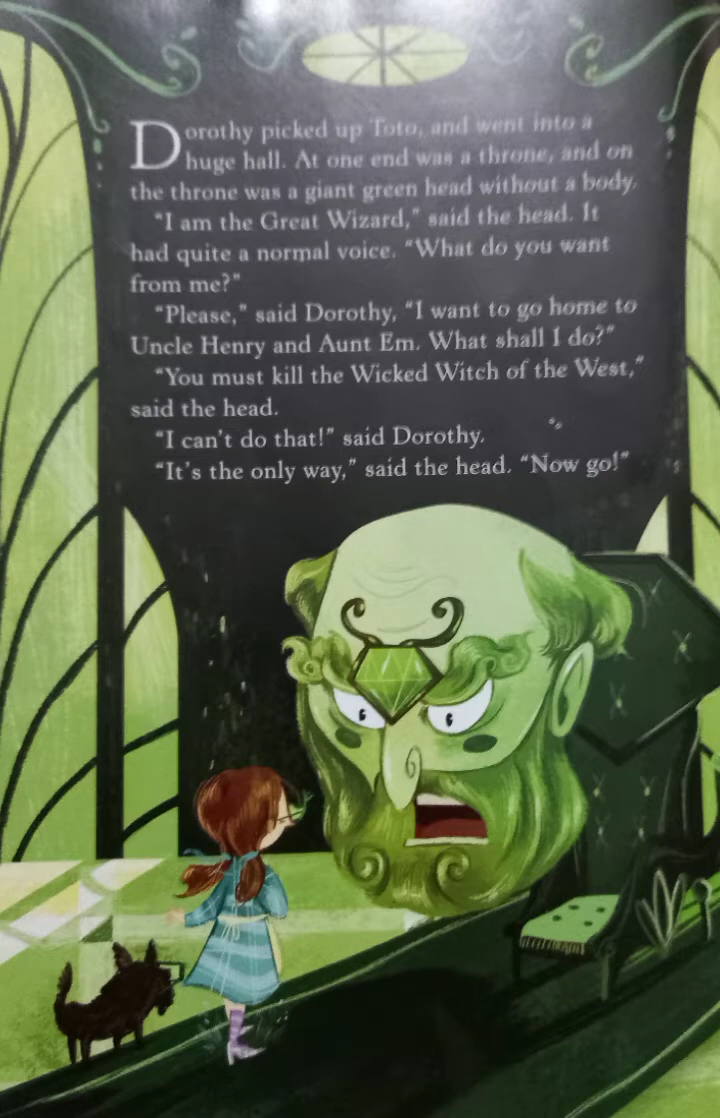 Dorothy picked up Toto, and went into a
huge hall. At one end was a throne, and on
the throne was a giant green head without a body.
“I am the Great Wizard,” said the head. It
had quite a normal voice. “What do you want
from me?”
“Please,” said Dorothy, “I want to go home to
Uncle Henry and Aunt Em. What shall I do?”
“You must kill the Wicked Witch of the West,”
said the head.
“I can’t do that!” said Dorothy.
“It’s the only way,” said the head. “Now go!”